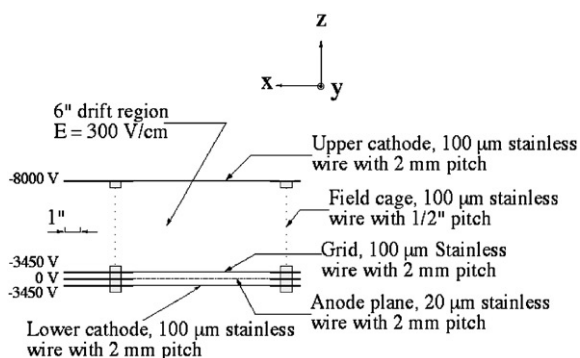 z
x
y
6" drift region
E = 300 V/cm
Upper cathode, 100 µm stainless
wire with 2 mm pitch
-8000 V
Field cage, 100 µm stainless
wire with 1/2" pitch
1"
-3450 V
Grid, 100 µm Stainless
wire with 2 mm pitch
0 V
-3450 V
Anode plane, 20 µm stainless
wire with 2 mm pitch
Lower cathode, 100 µm stainless
wire with 2 mm pitch